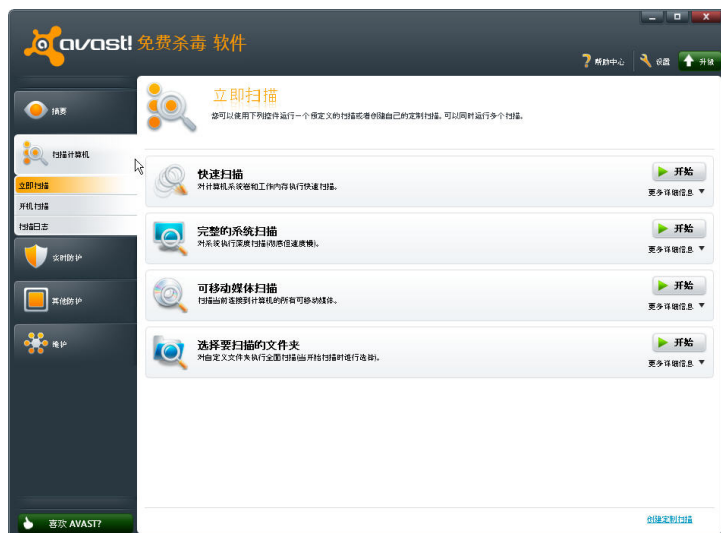 avast! 免费杀毒 软件
帮助中心 设置 升级
摘要
扫描计算机
立即扫描
开机扫描
扫描日志
实时防护
其他防护
维护
喜欢 AVAST?
立即扫描
您可以使用下列控件运行一个预定义的扫描或者创建自己的定制扫描。可以同时运行多个扫描。
快速扫描
对计算机系统卷和工作内存执行快速扫描。
开始
更多详细信息
完整的系统扫描
对系统执行深度扫描(彻底但速度慢)。
开始
更多详细信息
可移动媒体扫描
扫描当前连接到计算机的所有可移动媒体。
开始
更多详细信息
选择要扫描的文件夹
对自定义文件夹执行全面扫描(当开始扫描时进行选择)。
开始
更多详细信息
创建定制扫描